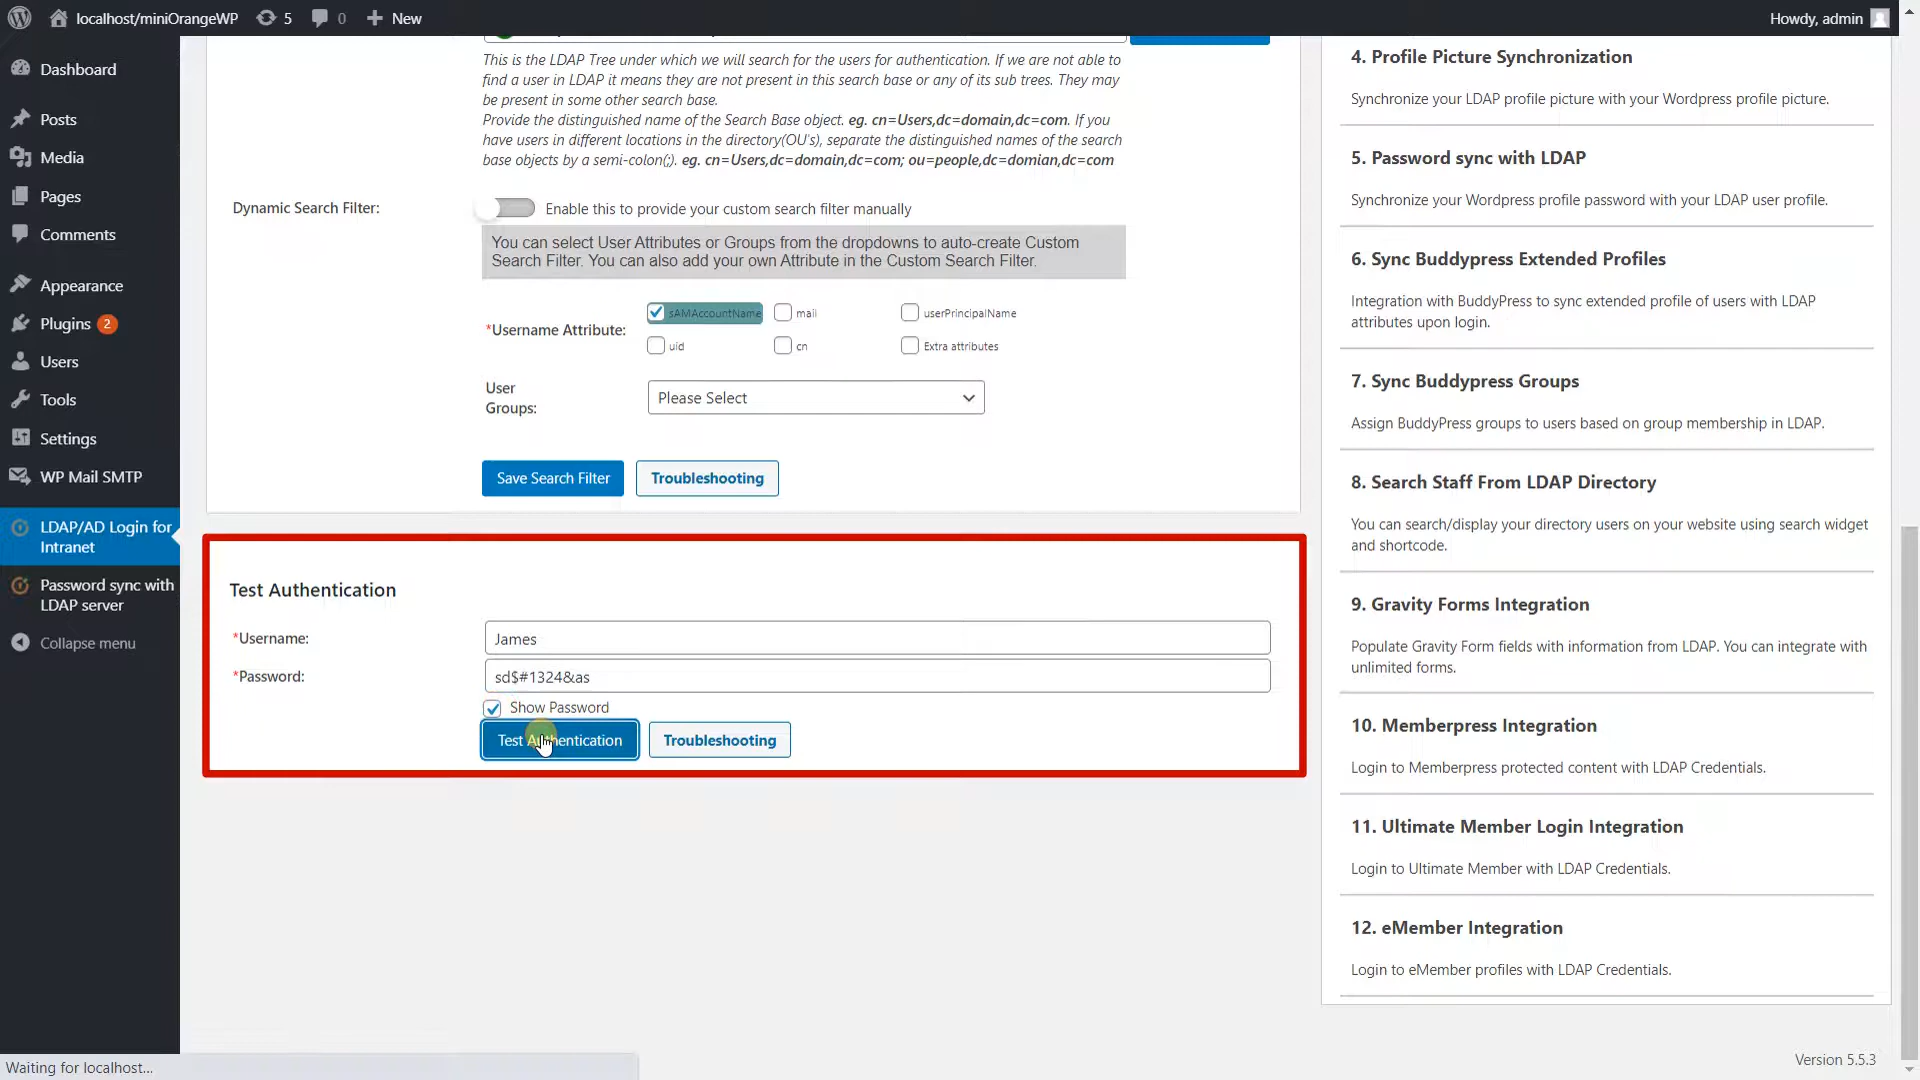 localhost/miniOrangeWP 5 0 New Howdy, admin
Dashboard
Posts
Media
Pages
Comments
Appearance
Plugins 2
Users
Tools
Settings
WP Mail SMTP
LDAP/AD Login for
Intranet
Password sync with
LDAP server
Collapse menu
This is the LDAP Tree under which we will search for the users for authentication. If we are not able to
find a user in LDAP it means they are not present in this search base or any of its sub trees. They may
be present in some other search base.
Provide the distinguished name of the Search Base object. eg. cn=Users,dc=domain,dc=com. If you
have users in different locations in the directory(OU's), separate the distinguished names of the search
base objects by a semi-colon(;). eg. cn=Users,dc=domain,dc=com; ou=people,dc=domian,dc=com
Dynamic Search Filter: Enable this to provide your custom search filter manually
You can select User Attributes or Groups from the dropdowns to auto-create Custom
Search Filter. You can also add your own Attribute in the Custom Search Filter.
*Username Attribute:
sAMAccountName mail userPrincipalName
uid cn Extra attributes
User
Groups:
Please Select
Save Search Filter Troubleshooting
Test Authentication
*Username: James
*Password: sd$#1324&as
Show Password
Test Authentication Troubleshooting
4. Profile Picture Synchronization
Synchronize your LDAP profile picture with your Wordpress profile picture.
5. Password sync with LDAP
Synchronize your Wordpress profile password with your LDAP user profile.
6. Sync Buddypress Extended Profiles
Integration with BuddyPress to sync extended profile of users with LDAP
attributes upon login.
7. Sync Buddypress Groups
Assign BuddyPress groups to users based on group membership in LDAP.
8. Search Staff From LDAP Directory
You can search/display your directory users on your website using search widget
and shortcode.
9. Gravity Forms Integration
Populate Gravity Form fields with information from LDAP. You can integrate with
unlimited forms.
10. Memberpress Integration
Login to Memberpress protected content with LDAP Credentials.
11. Ultimate Member Login Integration
Login to Ultimate Member with LDAP Credentials.
12. eMember Integration
Login to eMember profiles with LDAP Credentials.
Version 5.5.3
Waiting for localhost...